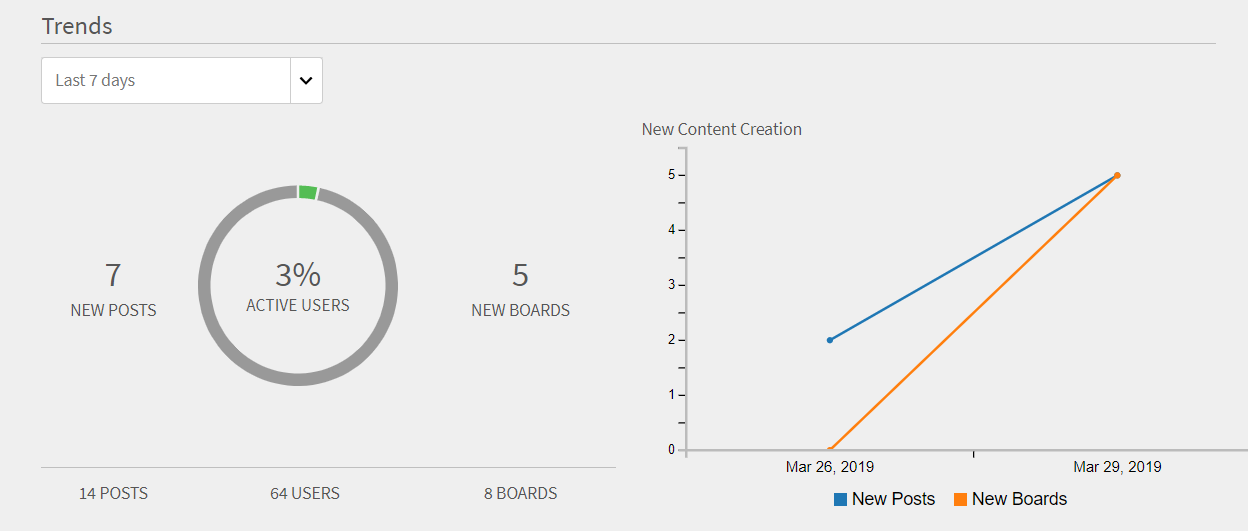 Trends
Last 7 days
7
NEW POSTS
3%
ACTIVE USERS
5
NEW BOARDS
14 POSTS
64 USERS
8 BOARDS
New Content Creation
5
4
3
2
1
0
Mar 26, 2019
Mar 29, 2019
New Posts
New Boards